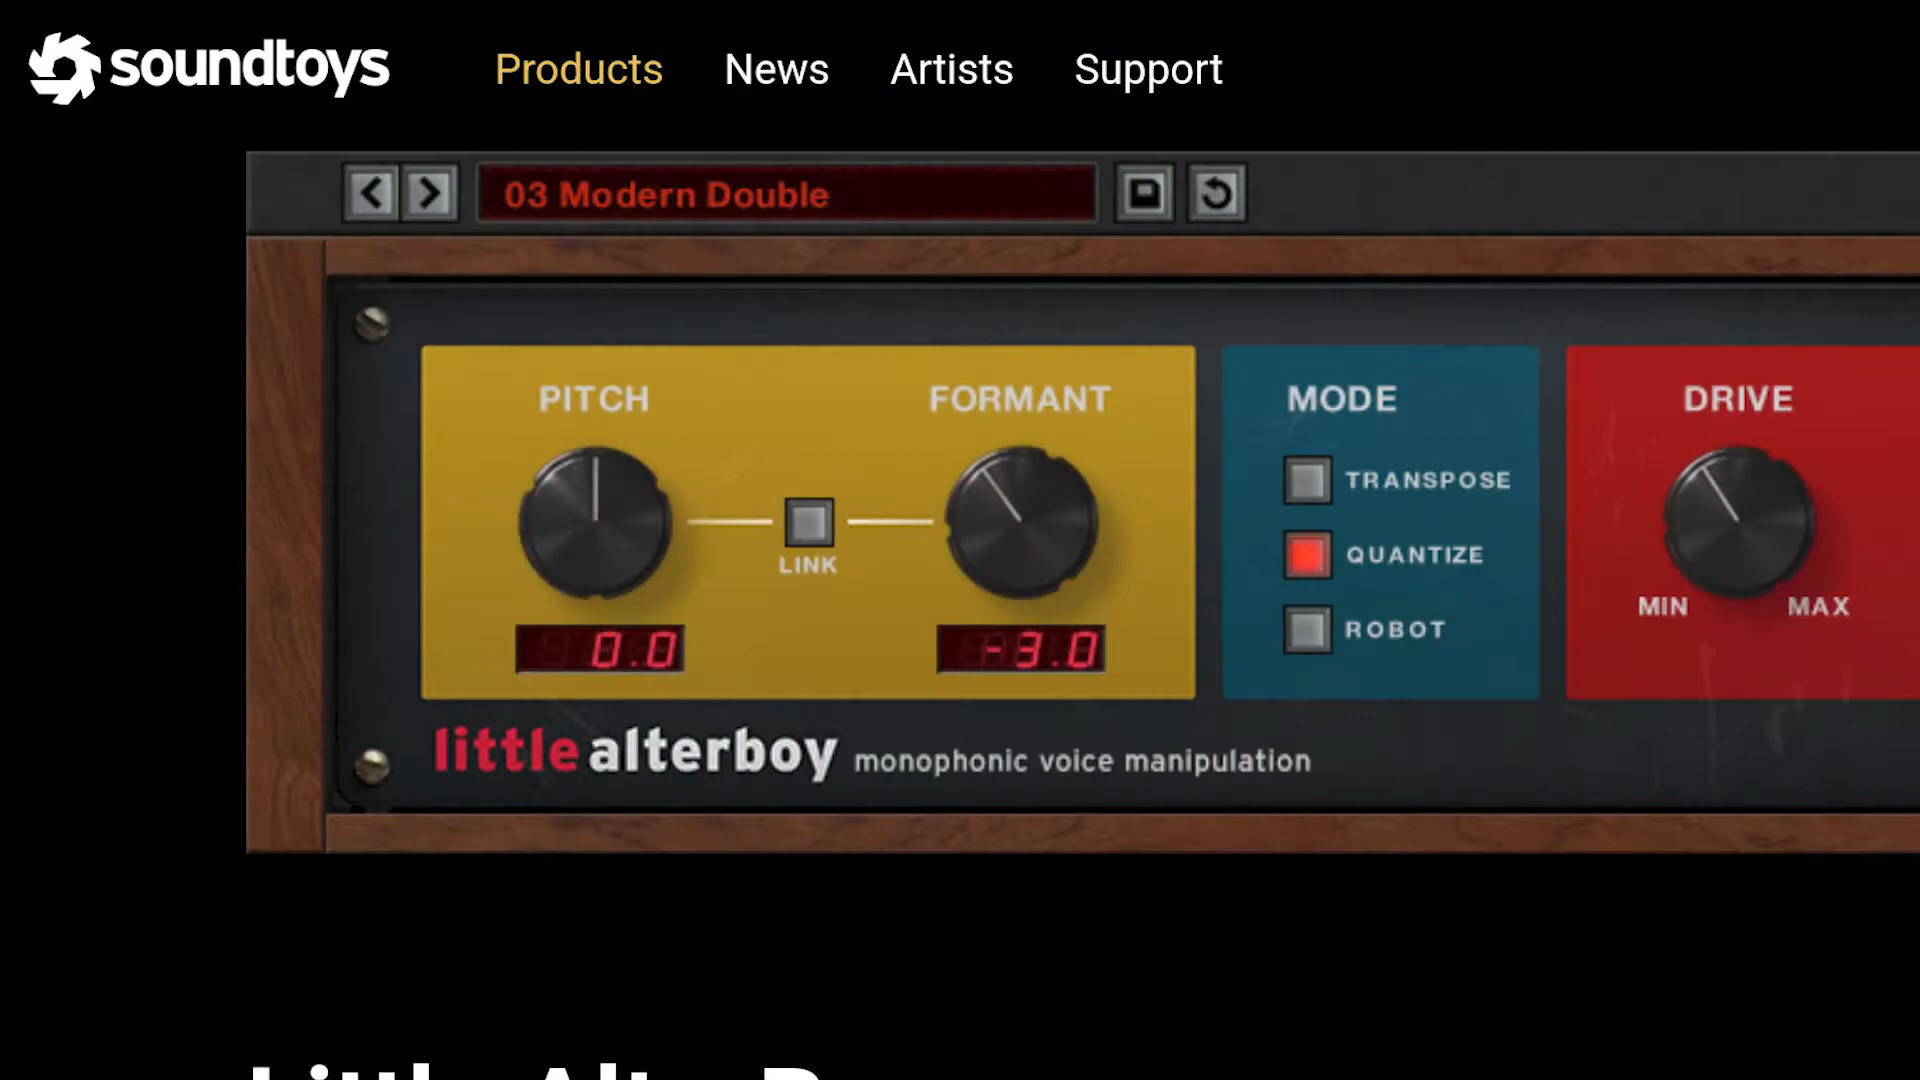 soundtoys Products News Artists Support
03 Modern Double
PITCH FORMANT MODE DRIVE
TRANSPOSE
QUANTIZE
LINK
MIN MAX
ROBOT
0.0 -3.0
little alterboy monophonic voice manipulation